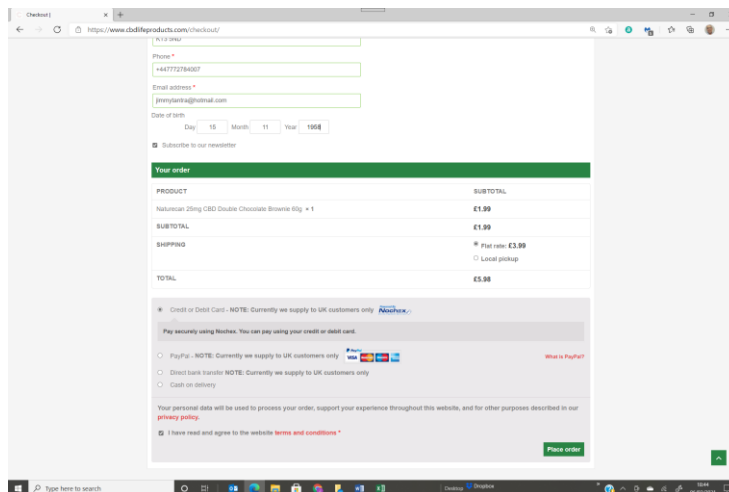 Checkout |
https://www.cbdlifeproducts.com/checkout/
Phone *
+447772784007
Email address *
Date of birth
Day 15 Month 11 Year 1958
Subscribe to our newsletter
Your order
PRODUCT SUBTOTAL
Naturecan 25mg CBD Double Chocolate Brownie 60g × 1 £1.99
SUBTOTAL £1.99
SHIPPING Flat rate: £3.99
Local pickup
TOTAL £5.98
Credit or Debit Card - NOTE: Currently we supply to UK customers only Nochex
Pay securely using Nochex. You can pay using your credit or debit card.
PayPal - NOTE: Currently we supply to UK customers only PayPal VISA What is PayPal?
Direct bank transfer NOTE: Currently we supply to UK customers only
Cash on delivery
Your personal data will be used to process your order, support your experience throughout this website, and for other purposes described in our
privacy policy.
I have read and agree to the website terms and conditions *
Place order
Type here to search Desktop Dropbox 18:44